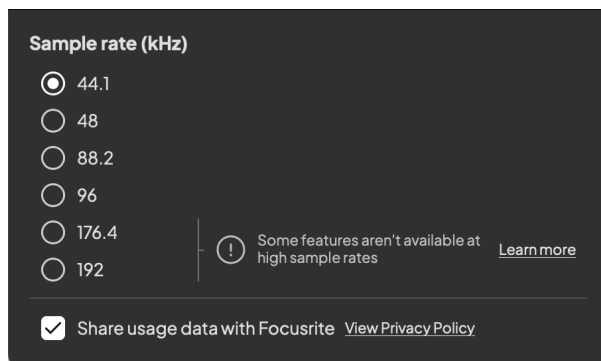 Sample rate (kHz)
44.1
48
88.2
96
176.4
192
Some features aren't available at
high sample rates
Learn more
Share usage data with Focusrite View Privacy Policy